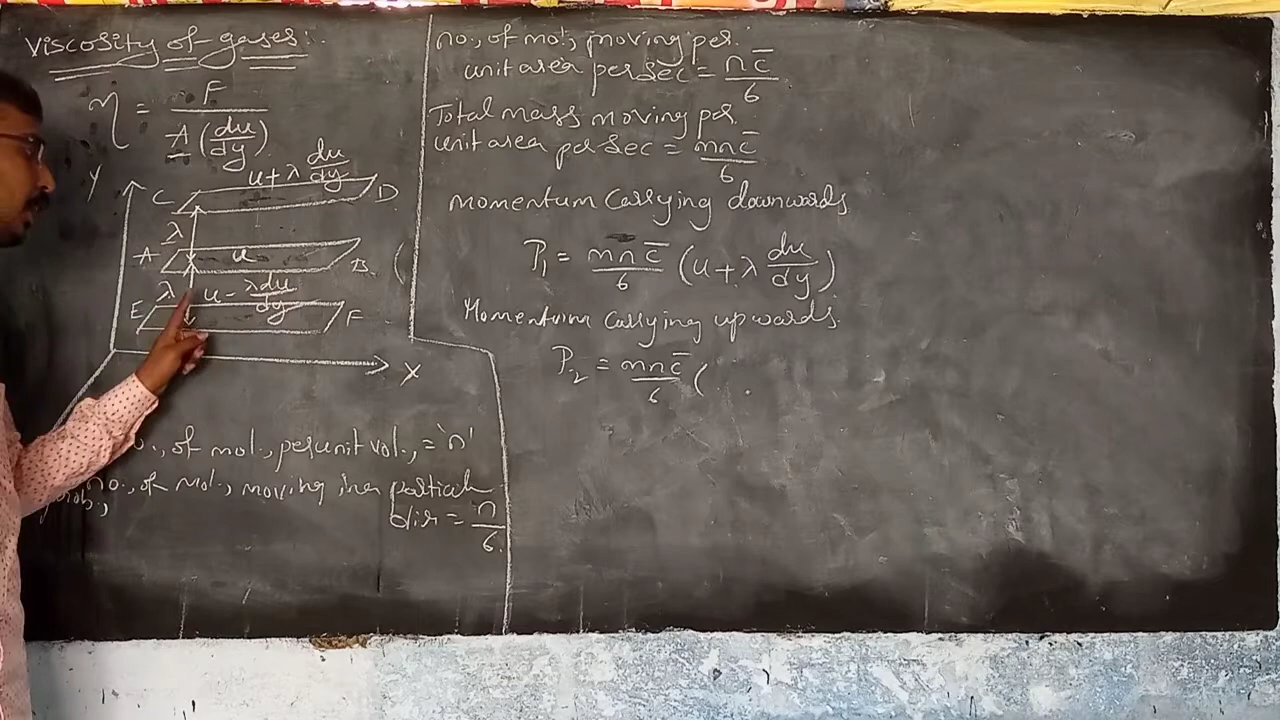 Viscosity of gases:
η = F / A (du/dy)
Y
u + λ du/dy
C D
λ
A u B
λ u - λdu/dy
E F
X
., of mol., per unit vol., = 'n'
no., of mol., moving in a
dir = n/6
no., of mol., moving per
unit area per sec = nc̄/6
Total mass moving per
unit area per sec = mnc̄/6
Momentum carrying downwards
P₁ = mnc̄/6 (u + λ du/dy)
Momentum carrying upwards
P₂ = mnc̄/6 (